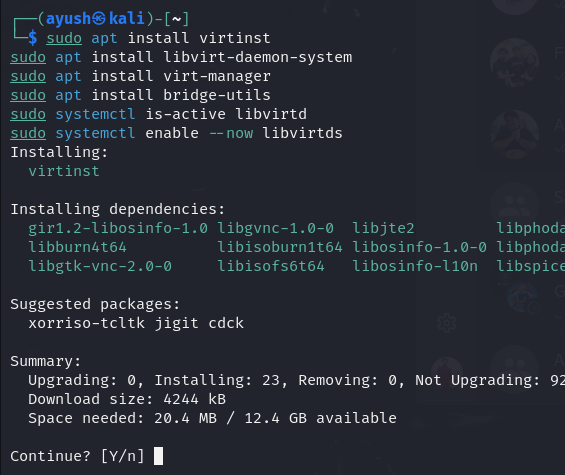 ┌──(ayush㉿kali)-[~]
└─$ sudo apt install virtinst
sudo apt install libvirt-daemon-system
sudo apt install virt-manager
sudo apt install bridge-utils
sudo systemctl is-active libvirtd
sudo systemctl enable --now libvirtds
Installing:
  virtinst

Installing dependencies:
  gir1.2-libosinfo-1.0 libgvnc-1.0-0 libjte2 libphoda
  libburn4t64 libisoburn1t64 libosinfo-1.0-0 libphoda
  libgtk-vnc-2.0-0 libisofs6t64 libosinfo-l10n libspice

Suggested packages:
  xorriso-tcltk jigit cdck

Summary:
  Upgrading: 0, Installing: 23, Removing: 0, Not Upgrading: 92
  Download size: 4244 kB
  Space needed: 20.4 MB / 12.4 GB available

Continue? [Y/n]